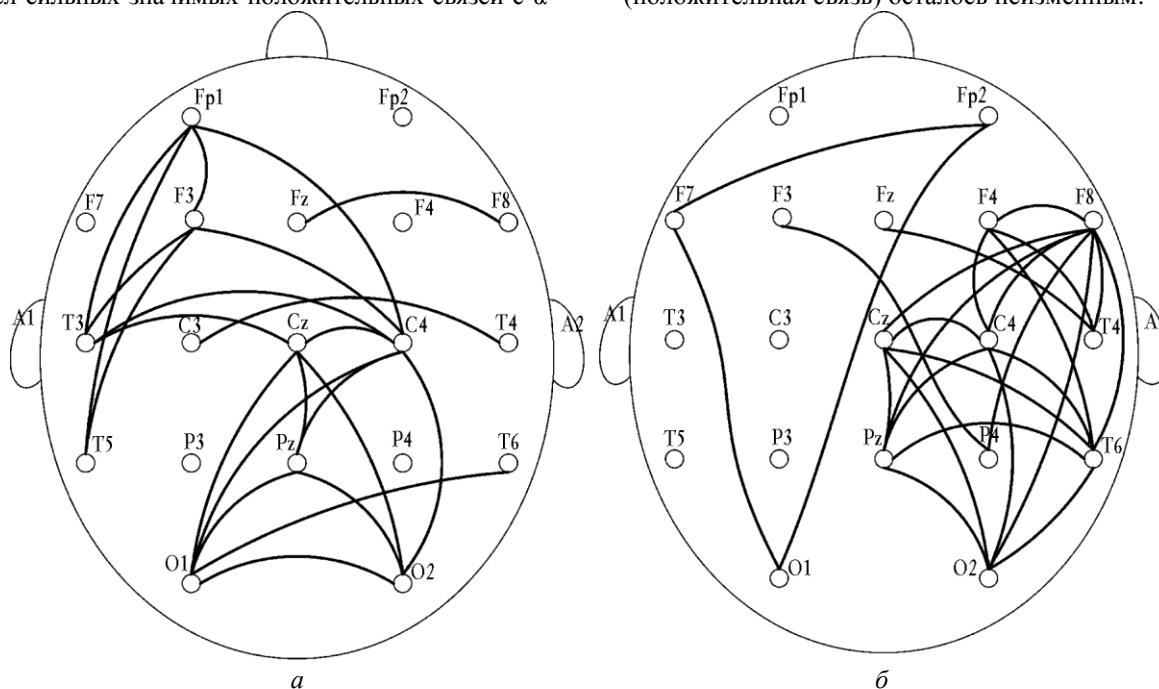 сильных значимых положительных связей с α
(положительная связь) осталось неизменным.
Fp1 Fp2
F7 F3 Fz F4 F8
A1 T3 C3 Cz C4 T4 A2
T5 P3 Pz P4 T6
O1 O2
а
Fp1 Fp2
F7 F3 Fz F4 F8
A1 T3 C3 Cz C4 T4 A
T5 P3 Pz P4 T6
O1 O2
б